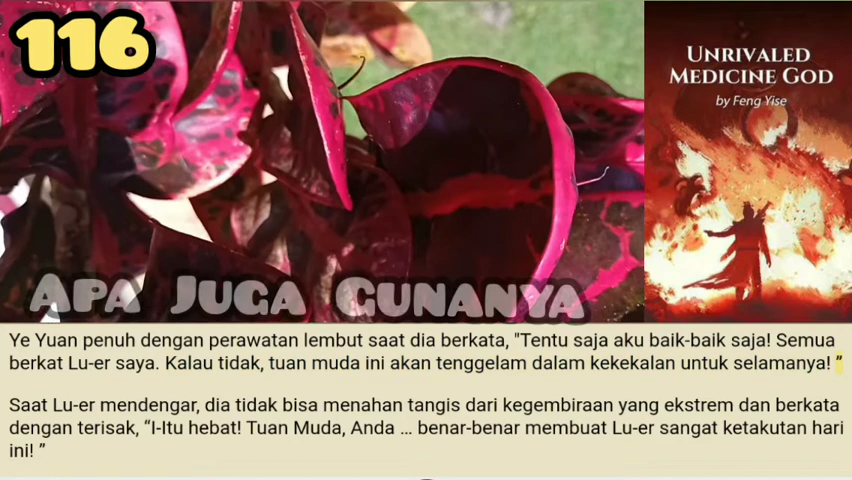 116
UNRIVALED
MEDICINE GOD
by Feng Yise
APA JUGA GUNANYA
Ye Yuan penuh dengan perawatan lembut saat dia berkata, "Tentu saja aku baik-baik saja! Semua
berkat Lu-er saya. Kalau tidak, tuan muda ini akan tenggelam dalam kekekalan untuk selamanya! ”
Saat Lu-er mendengar, dia tidak bisa menahan tangis dari kegembiraan yang ekstrem dan berkata
dengan terisak, “I-Itu hebat! Tuan Muda, Anda ... benar-benar membuat Lu-er sangat ketakutan hari
ini! ”